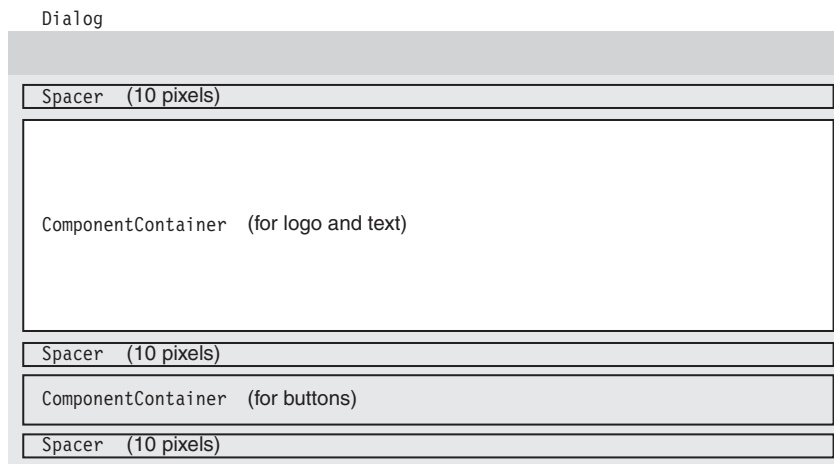 Dialog
Spacer (10 pixels)
ComponentContainer (for logo and text)
Spacer (10 pixels)
ComponentContainer (for buttons)
Spacer (10 pixels)